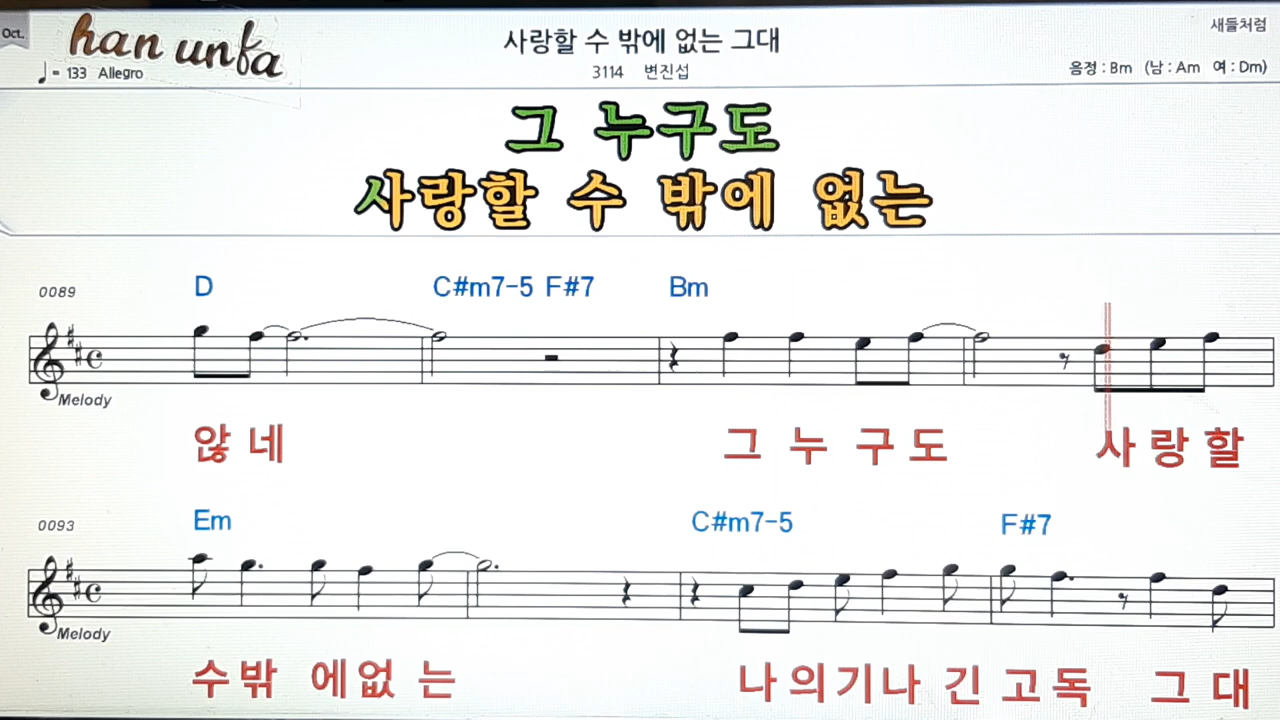 Oct.
han unfa
새들처럼
사랑할 수 밖에 없는 그대
♩= 133 Allegro
3114 변진섭
음정 : Bm (남 : Am 여 : Dm)
그 누구도
사랑할 수 밖에 없는
0089
D C#m7-5 F#7 Bm
Melody
않 네 그 누 구 도 사 랑 할
0093
Em C#m7-5 F#7
Melody
수 밖 에 없 는 나 의 기 나 긴 고 독 그 대